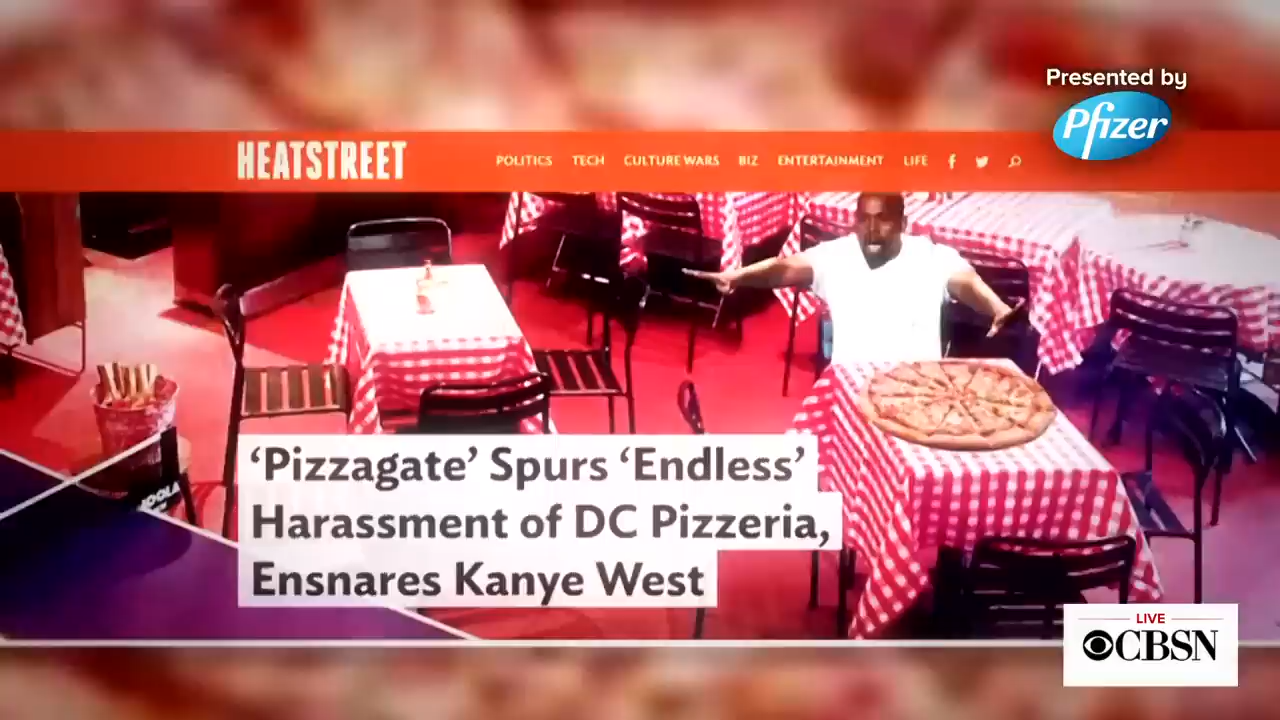 Presented by
Pfizer
HEATSTREET
POLITICS TECH CULTURE WARS BIZ ENTERTAINMENT LIFE
‘Pizzagate’ Spurs ‘Endless’
Harassment of DC Pizzeria,
Ensnares Kanye West
LIVE
CBSN